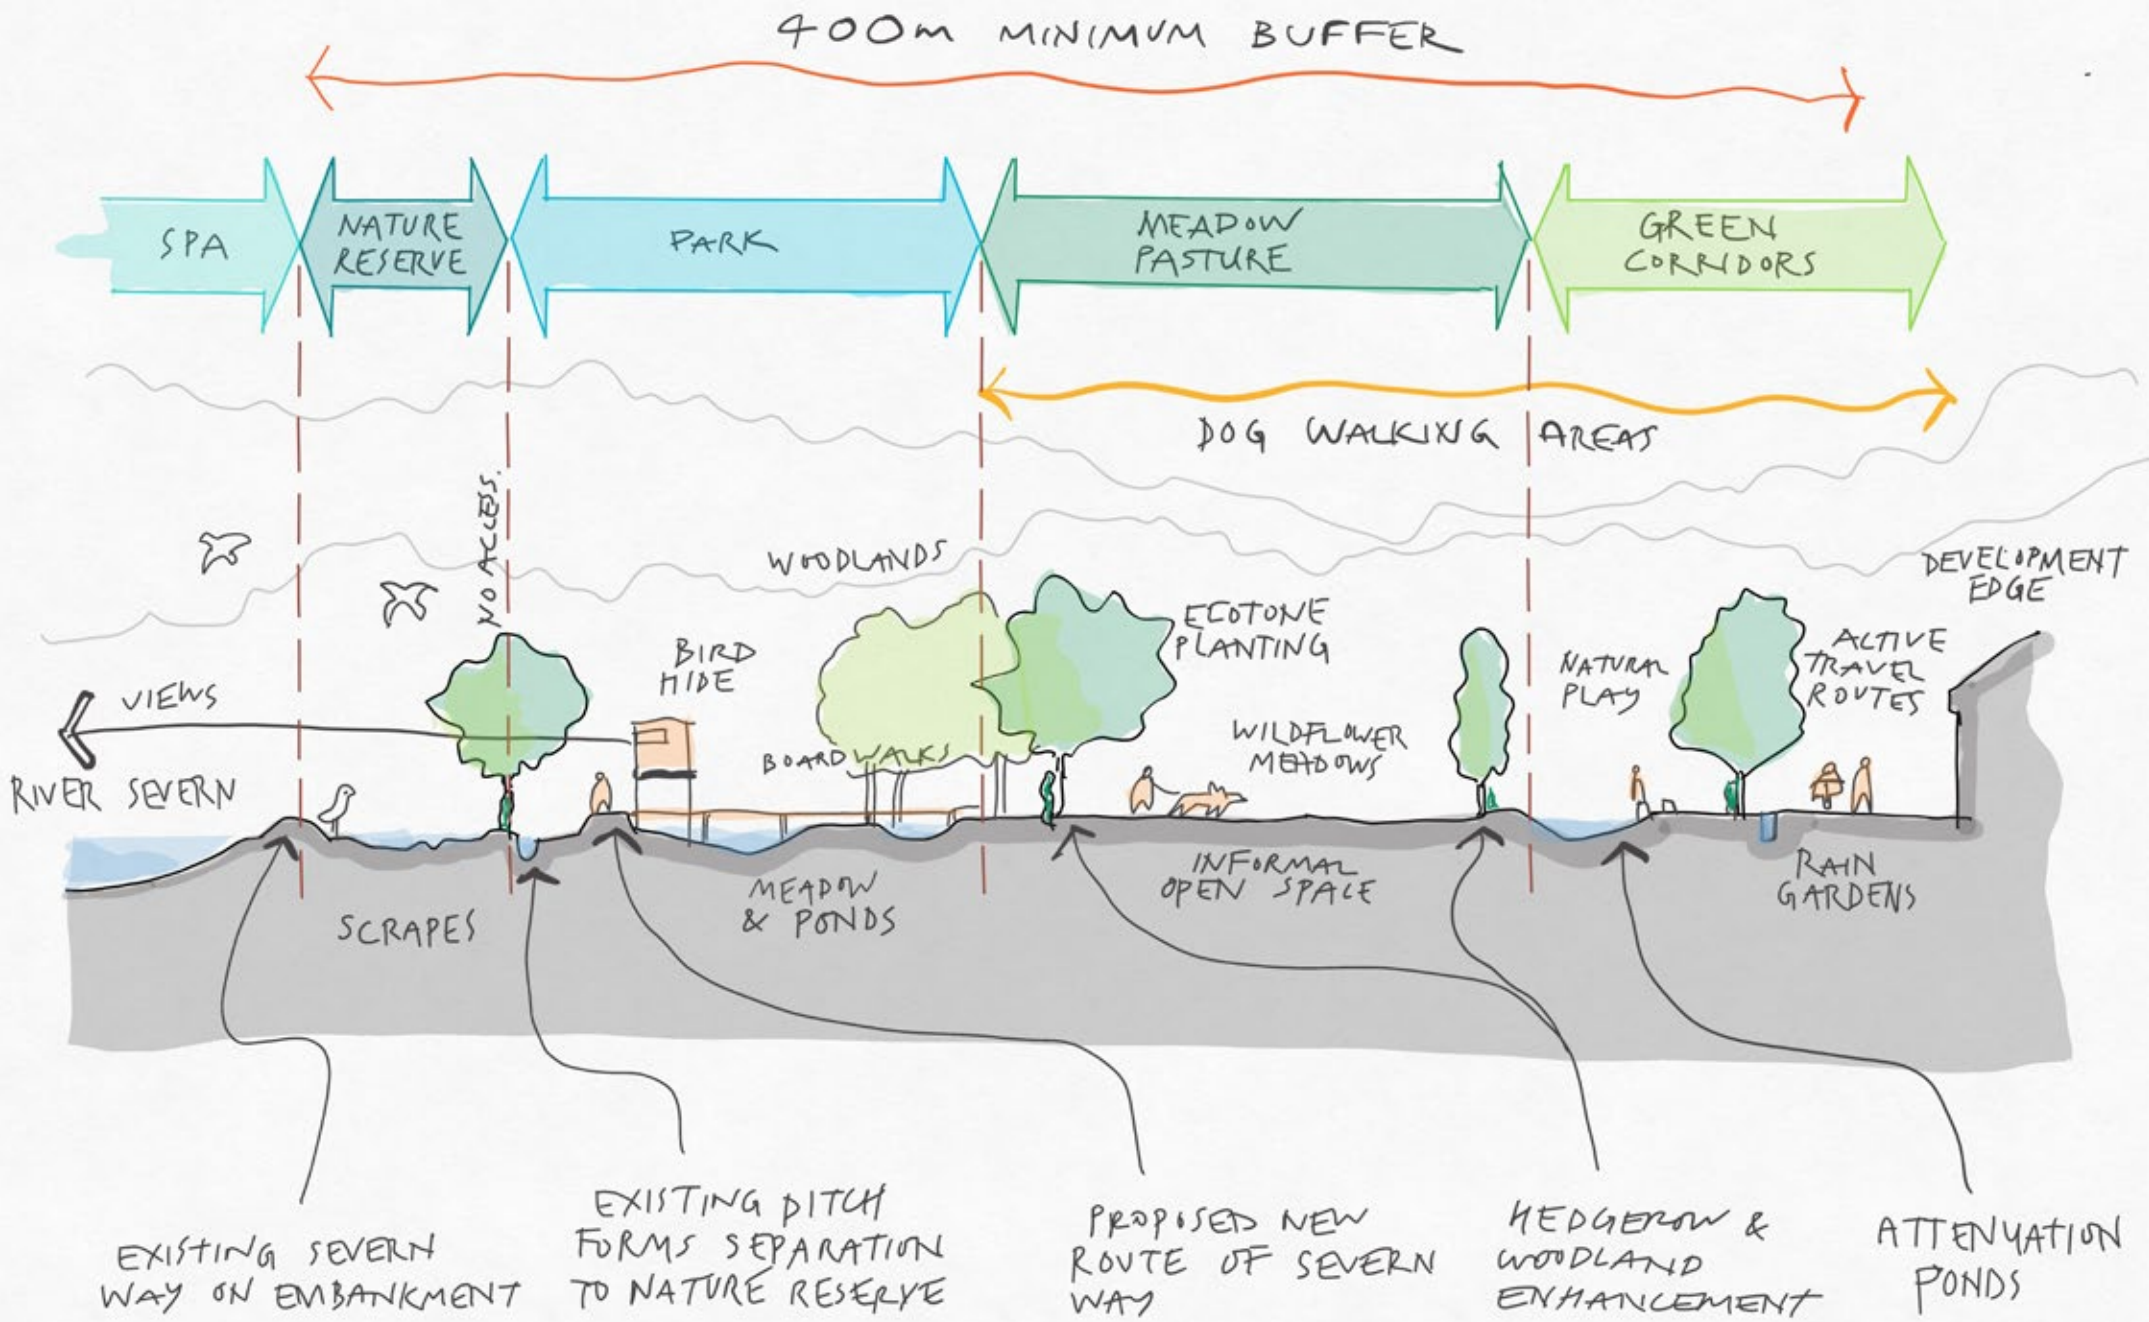 400m MINIMUM BUFFER
SPA
NATURE
RESERVE
PARK
MEADOW
PASTURE
GREEN
CORRIDORS
DOG WALKING AREAS
NO ACCESS.
WOODLANDS
DEVELOPMENT
EDGE
ECOTONE
PLANTING
BIRD
HIDE
NATURAL
PLAY
ACTIVE
TRAVEL
ROUTES
VIEWS
WILDFLOWER
MEADOWS
BOARDWALKS
RIVER SEVERN
SCRAPES
MEADOW
& PONDS
INFORMAL
OPEN SPACE
RAIN
GARDENS
EXISTING SEVERN
WAY ON EMBANKMENT
EXISTING DITCH
FORMS SEPARATION
TO NATURE RESERVE
PROPOSED NEW
ROUTE OF SEVERN
WAY
HEDGEROW &
WOODLAND
ENHANCEMENT
ATTENUATION
PONDS